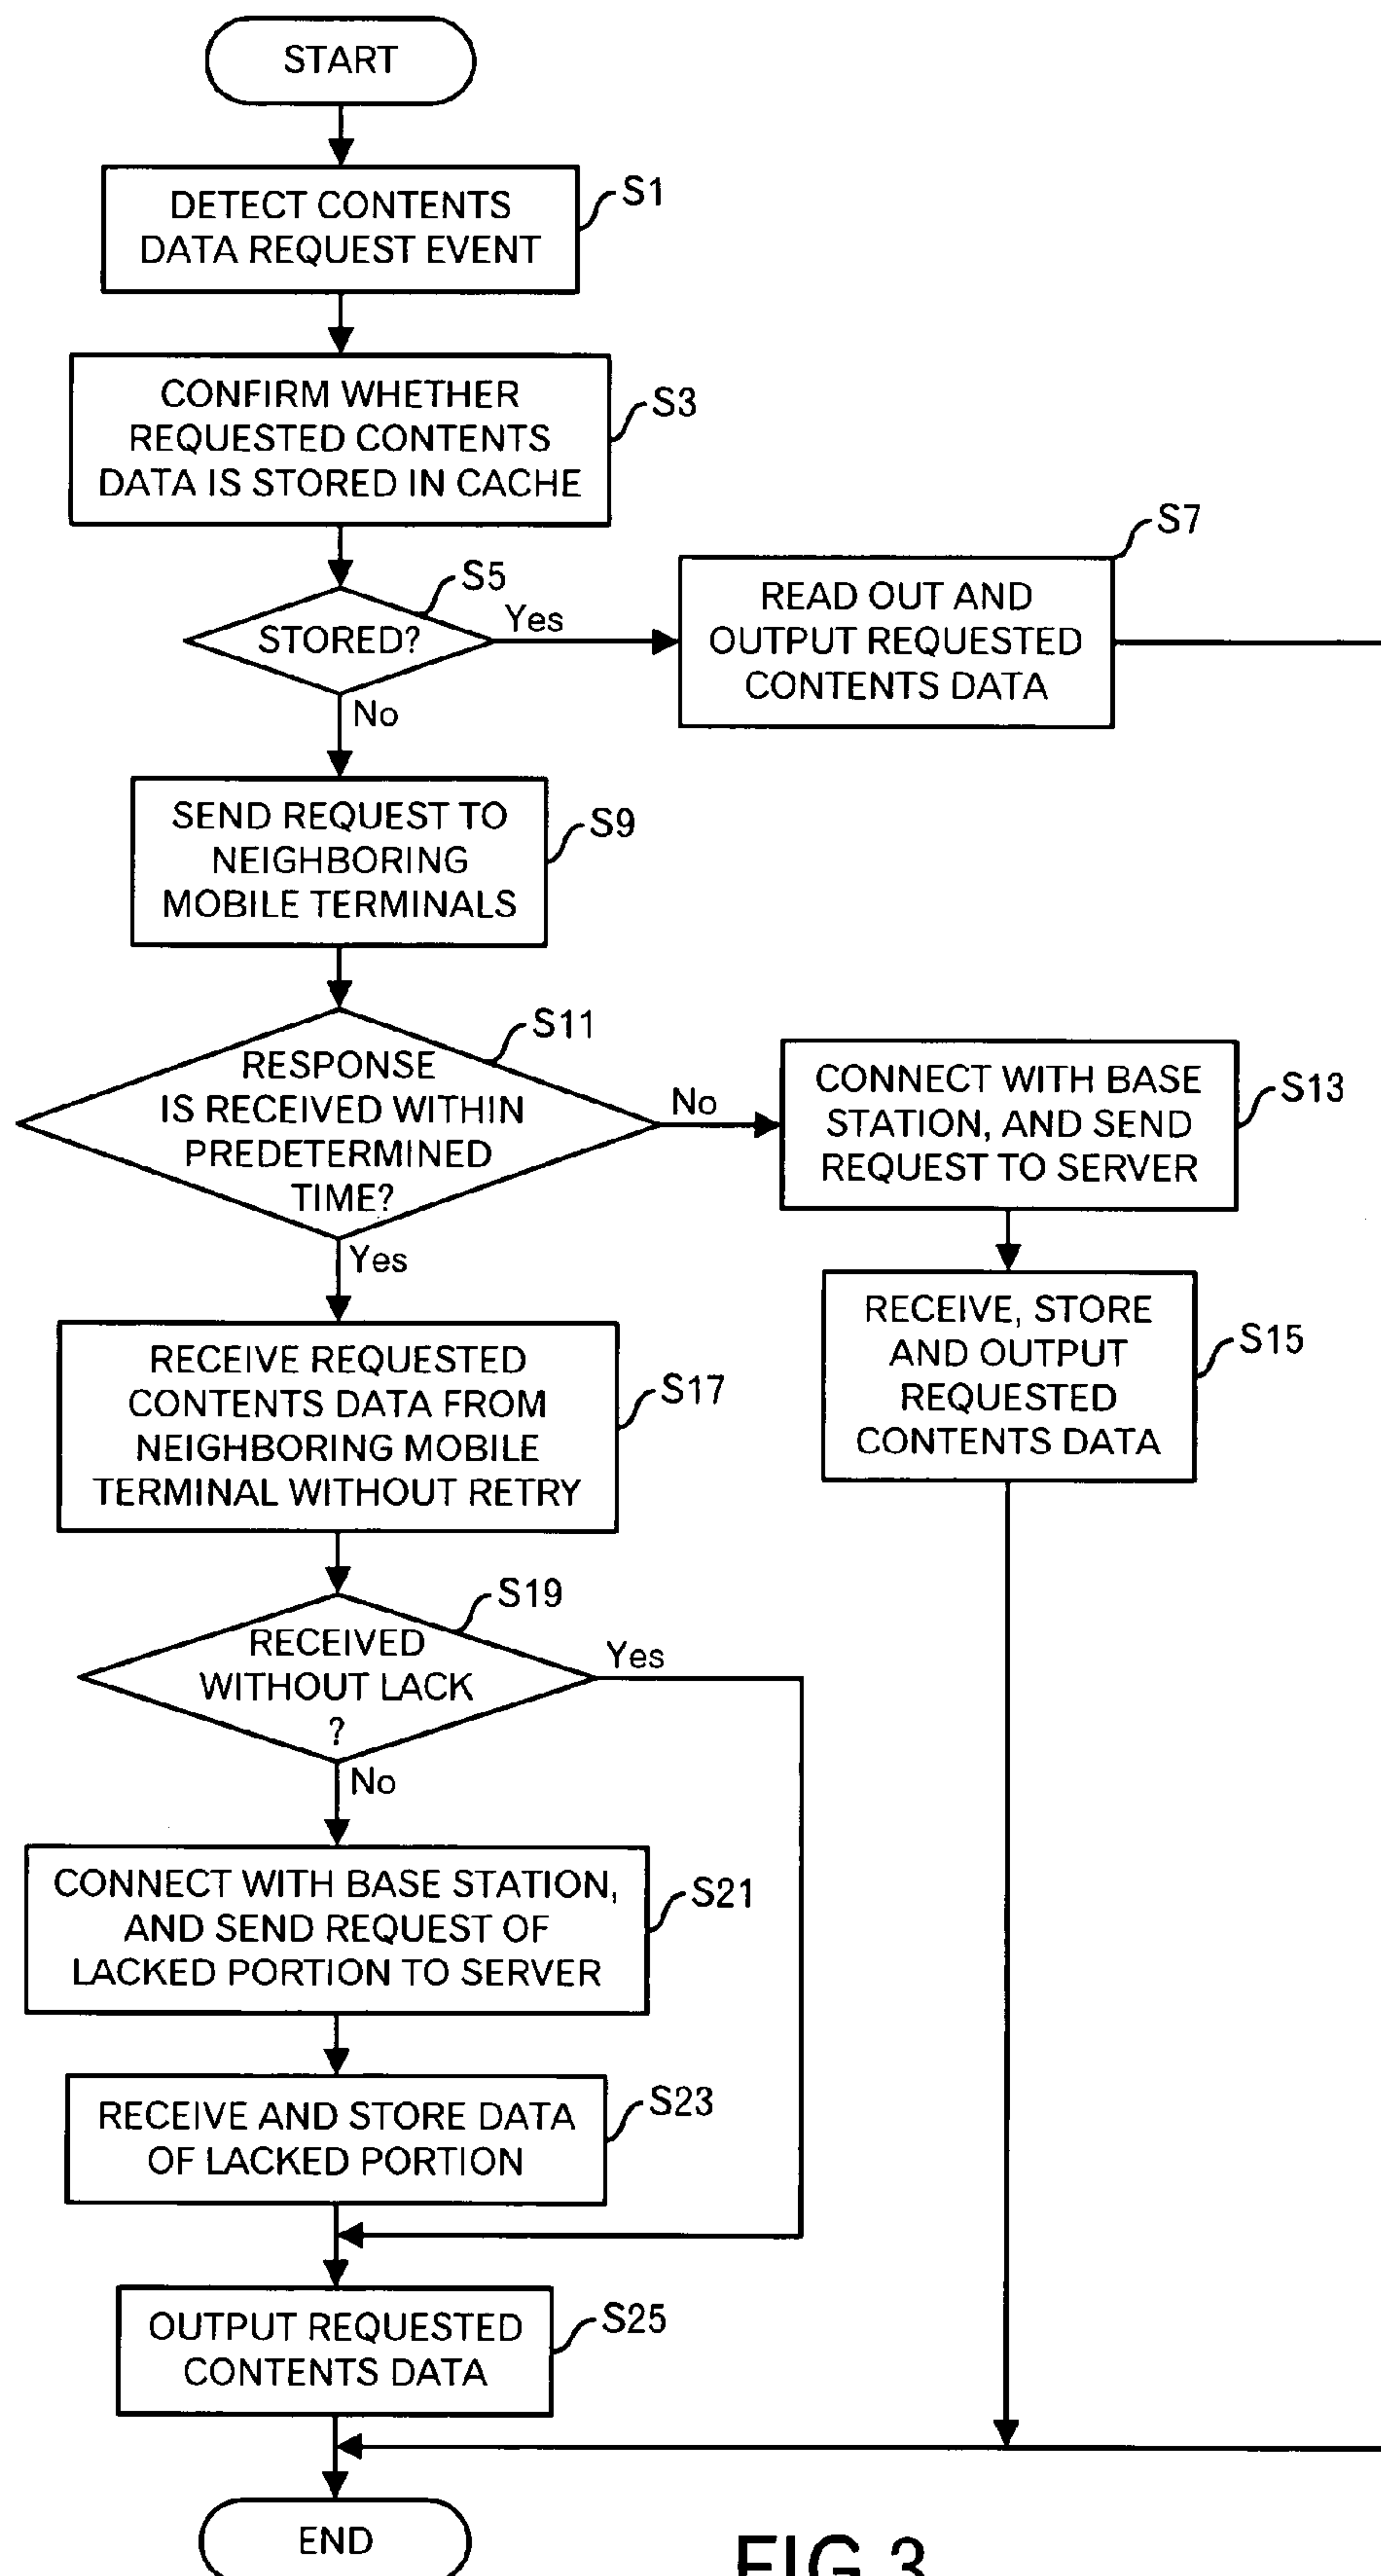 START
DETECT CONTENTS
DATA REQUEST EVENT
S1
CONFIRM WHETHER
REQUESTED CONTENTS
DATA IS STORED IN CACHE
S3
S5
STORED?
Yes
No
S7
READ OUT AND
OUTPUT REQUESTED
CONTENTS DATA
SEND REQUEST TO
NEIGHBORING
MOBILE TERMINALS
S9
S11
RESPONSE
IS RECEIVED WITHIN
PREDETERMINED
TIME?
No
Yes
CONNECT WITH BASE
STATION, AND SEND
REQUEST TO SERVER
S13
RECEIVE, STORE
AND OUTPUT
REQUESTED
CONTENTS DATA
S15
RECEIVE REQUESTED
CONTENTS DATA FROM
NEIGHBORING MOBILE
TERMINAL WITHOUT RETRY
S17
S19
RECEIVED
WITHOUT LACK
?
Yes
No
CONNECT WITH BASE STATION,
AND SEND REQUEST OF
LACKED PORTION TO SERVER
S21
RECEIVE AND STORE DATA
OF LACKED PORTION
S23
OUTPUT REQUESTED
CONTENTS DATA
S25
END
FIG.3